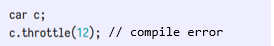 car c;
c.throttle(12); // compile error